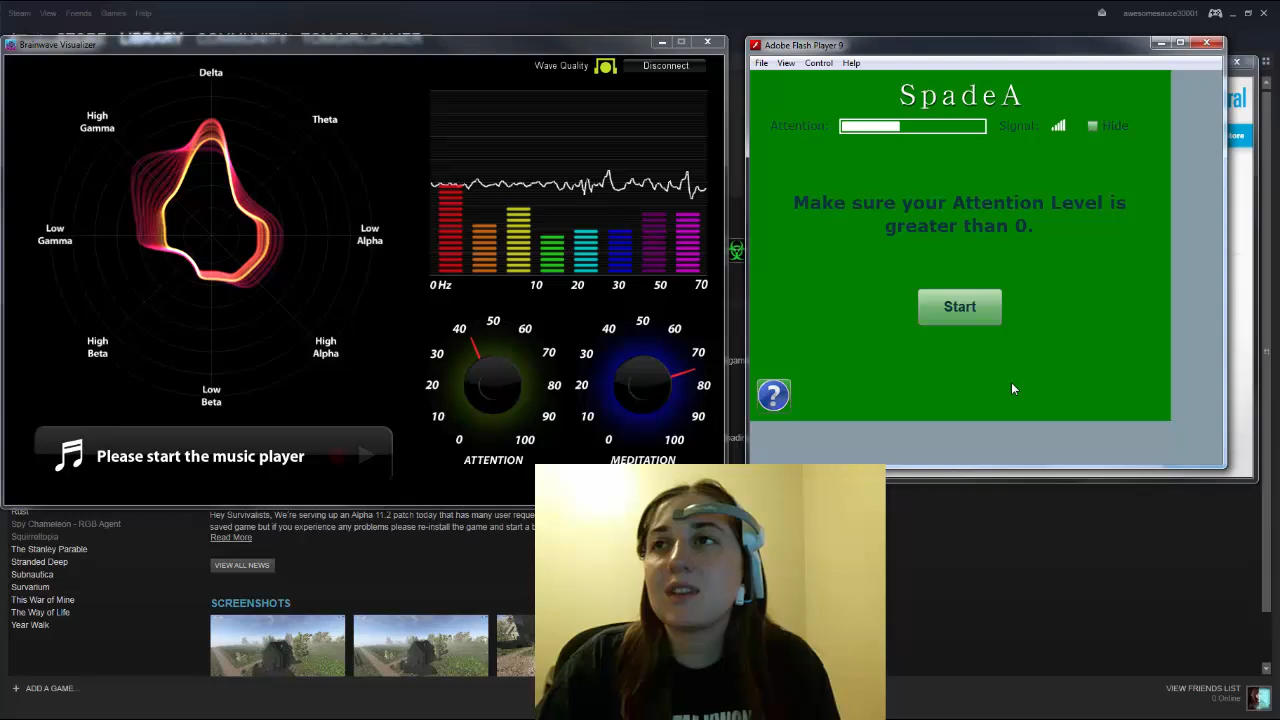 Steam View Friends Games Help
awesomesauce30001
LIBRARY COMMUNITY
Brainwave Visualizer
Wave Quality Disconnect
Delta
Theta
Low
Alpha
High
Alpha
Low
Beta
High
Beta
Low
Gamma
High
Gamma
0 Hz 10 20 30 50 70
0 10 20 30 40 50 60 70 80 90 100
ATTENTION
0 10 20 30 40 50 60 70 80 90 100
MEDITATION
Please start the music player
Adobe Flash Player 9
File View Control Help
SpadeA
Attention: Signal: Hide
Make sure your Attention Level is
greater than 0.
Start
?
Rust
Spy Chameleon - RGB Agent
Squirreltopia
The Stanley Parable
Stranded Deep
Subnautica
Survarium
This War of Mine
The Way of Life
Year Walk
Hey Survivalists, We're serving up an Alpha 11.2 patch today that has many user reque
saved game but if you experience any problems please re-install the game and start a b
Read More
VIEW ALL NEWS
SCREENSHOTS
+ ADD A GAME...
VIEW FRIENDS LIST
0 Online